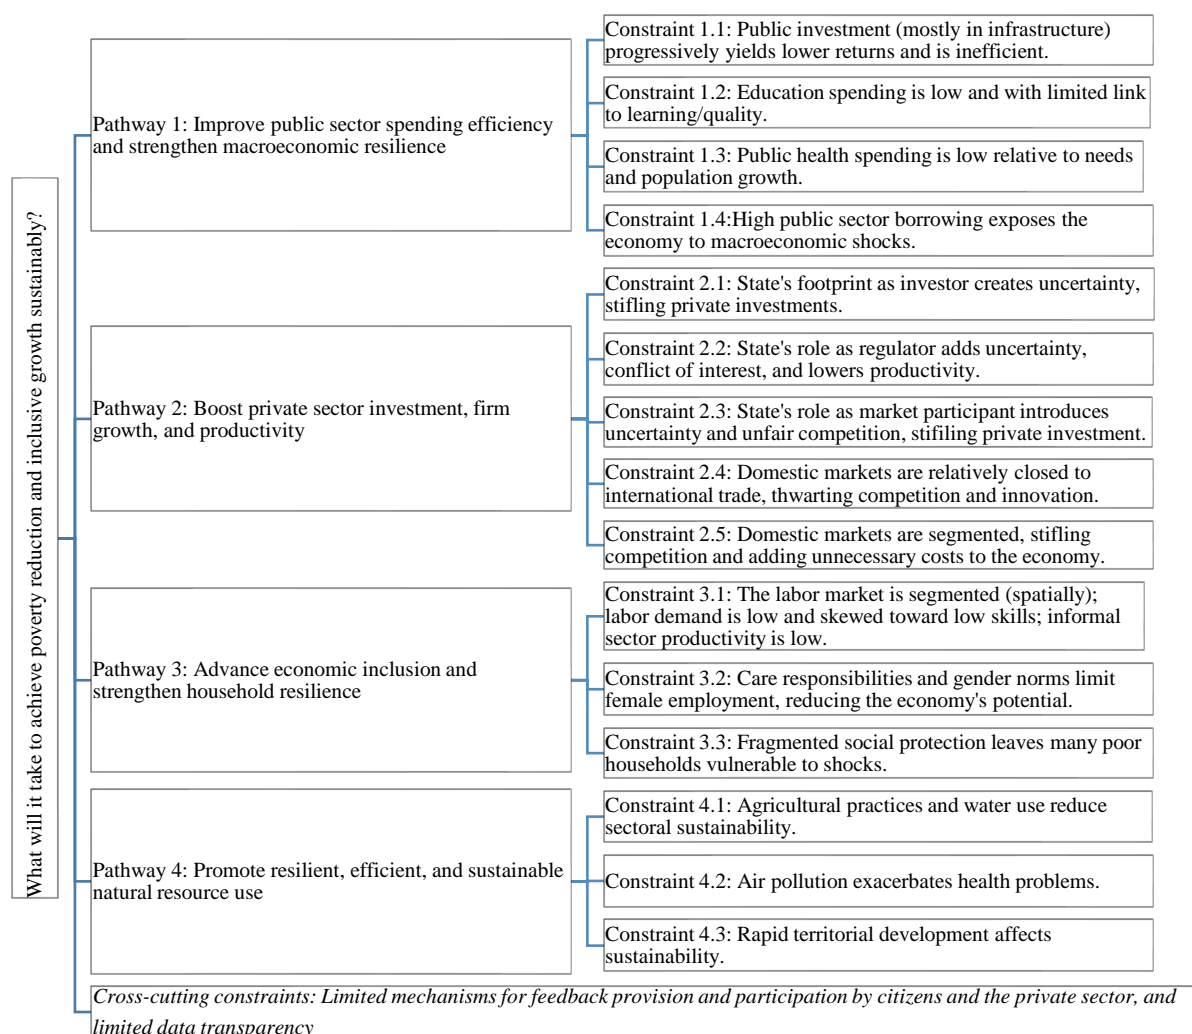 What will it take to achieve poverty reduction and inclusive growth sustainably?
Pathway 1: Improve public sector spending efficiency
and strengthen macroeconomic resilience
Constraint 1.1: Public investment (mostly in infrastructure)
progressively yields lower returns and is inefficient.
Constraint 1.2: Education spending is low and with limited link
to learning/quality.
Constraint 1.3: Public health spending is low relative to needs
and population growth.
Constraint 1.4:High public sector borrowing exposes the
economy to macroeconomic shocks.
Pathway 2: Boost private sector investment, firm
growth, and productivity
Constraint 2.1: State's footprint as investor creates uncertainty,
stifling private investments.
Constraint 2.2: State's role as regulator adds uncertainty,
conflict of interest, and lowers productivity.
Constraint 2.3: State's role as market participant introduces
uncertainty and unfair competition, stifiling private investment.
Constraint 2.4: Domestic markets are relatively closed to
international trade, thwarting competition and innovation.
Constraint 2.5: Domestic markets are segmented, stifling
competition and adding unnecessary costs to the economy.
Pathway 3: Advance economic inclusion and
strengthen household resilience
Constraint 3.1: The labor market is segmented (spatially);
labor demand is low and skewed toward low skills; informal
sector productivity is low.
Constraint 3.2: Care responsibilities and gender norms limit
female employment, reducing the economy's potential.
Constraint 3.3: Fragmented social protection leaves many poor
households vulnerable to shocks.
Pathway 4: Promote resilient, efficient, and sustainable
natural resource use
Constraint 4.1: Agricultural practices and water use reduce
sectoral sustainability.
Constraint 4.2: Air pollution exacerbates health problems.
Constraint 4.3: Rapid territorial development affects
sustainability.
Cross-cutting constraints: Limited mechanisms for feedback provision and participation by citizens and the private sector, and
limited data transparency